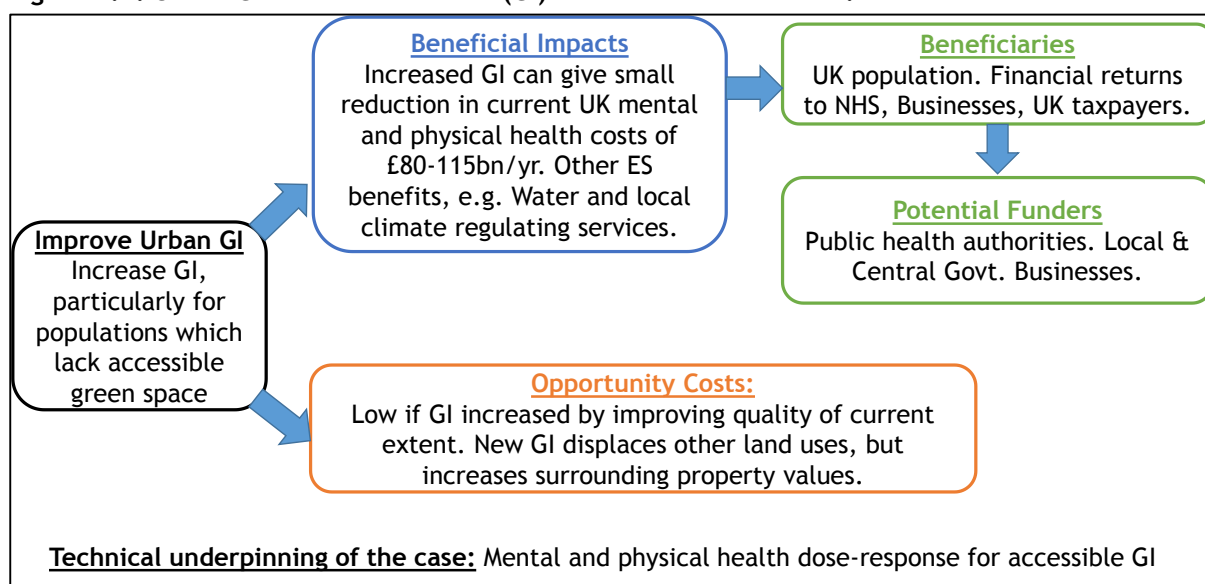 Beneficial Impacts
Increased GI can give small
reduction in current UK mental
and physical health costs of
£80-115bn/yr. Other ES
benefits, e.g. Water and local
climate regulating services.
Beneficiaries
UK population. Financial returns
to NHS, Businesses, UK taxpayers.
Potential Funders
Public health authorities. Local &
Central Govt. Businesses.
Improve Urban GI
Increase GI,
particularly for
populations which
lack accessible
green space
Opportunity Costs:
Low if GI increased by improving quality of current
extent. New GI displaces other land uses, but
increases surrounding property values.
Technical underpinning of the case: Mental and physical health dose-response for accessible GI